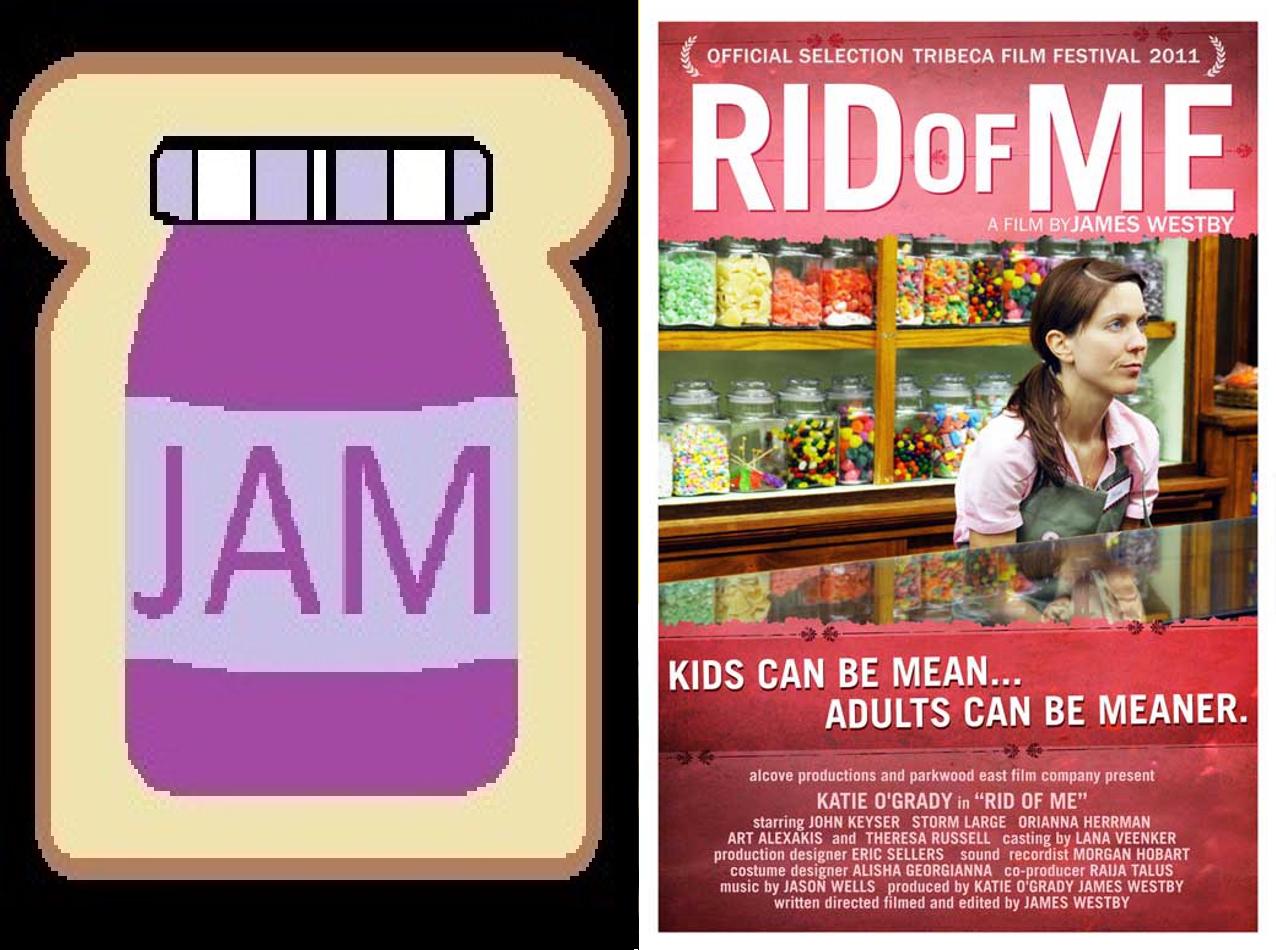 JAM
OFFICIAL SELECTION TRIBECA FILM FESTIVAL 2011
RID OF ME
A FILM BY JAMES WESTBY
KIDS CAN BE MEAN...
ADULTS CAN BE MEANER.
alcove productions and parkwood east film company present
KATIE O'GRADY in “RID OF ME”
starring JOHN KEYSER STORM LARGE ORIANNA HERRMAN
ART ALEXAKIS and THERESA RUSSELL casting by LANA VEENKER
production designer ERIC SELLERS sound recordist MORGAN HOBART
costume designer ALISHA GEORGIANNA co-producer RAIJA TALUS
music by JASON WELLS produced by KATIE O'GRADY JAMES WESTBY
written directed filmed and edited by JAMES WESTBY